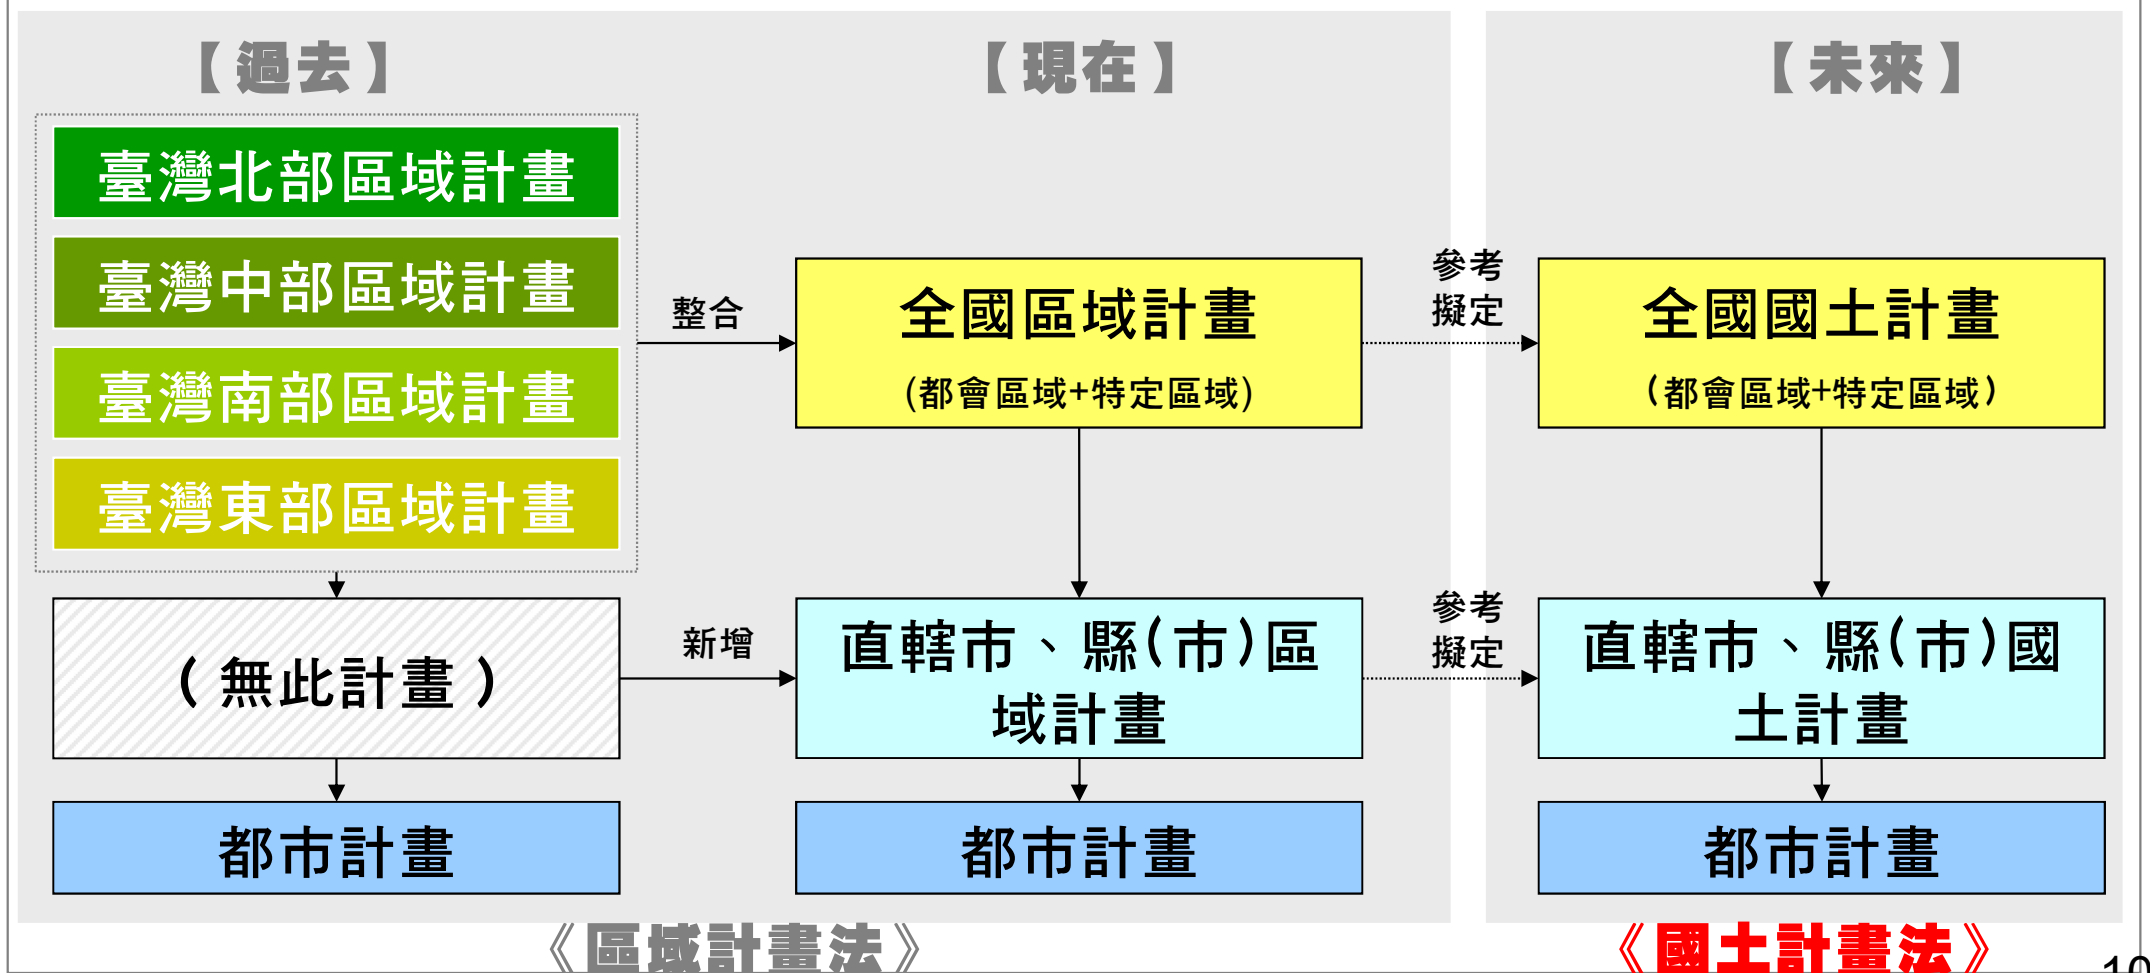 【過去】
【現在】
【未來】
臺灣北部區域計畫
臺灣中部區域計畫
臺灣南部區域計畫
臺灣東部區域計畫
整合
全國區域計畫
(都會區域+特定區域)
參考
擬定
全國國土計畫
(都會區域+特定區域)
(無此計畫)
新增
直轄市、縣(市)區
域計畫
參考
擬定
直轄市、縣(市)國
土計畫
都市計畫
都市計畫
都市計畫
《區域計畫法》
《國土計畫法》
10